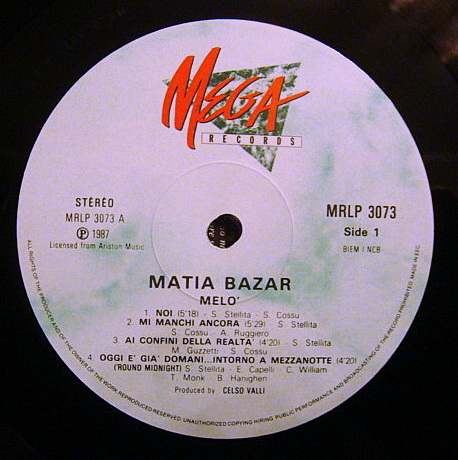 MEGA
RECORDS
STÉRÉO
MRLP 3073 A
Ⓟ 1987
Licensed from Ariston Music
MRLP 3073
Side 1
BIEM / NCB
MATIA BAZAR
MELO'
1. NOI (5'18) - S. Stellita - S. Cossu
2. MI MANCHI ANCORA (5'29) - S. Stellita
S. Cossu - A. Ruggiero
3. AI CONFINI DELLA REALTA' (4'20) - S. Stellita
M. Guzzetti - S. Cossu
4. OGGI E' GIA' DOMANI...INTORNO A MEZZANOTTE (4'20)
('ROUND MIDNIGHT) S. Stellita - E. Capelli - C. William
T. Monk - B. Hanighen
Produced by CELSO VALLI
ALL RIGHTS OF THE PRODUCER AND OF THE OWNER OF THE WORK REPRODUCED RESERVED. UNAUTHORIZED COPYING HIRING PUBLIC PERFORMANCE AND BROADCASTING OF THIS RECORD PROHIBITED. MADE IN EEC.